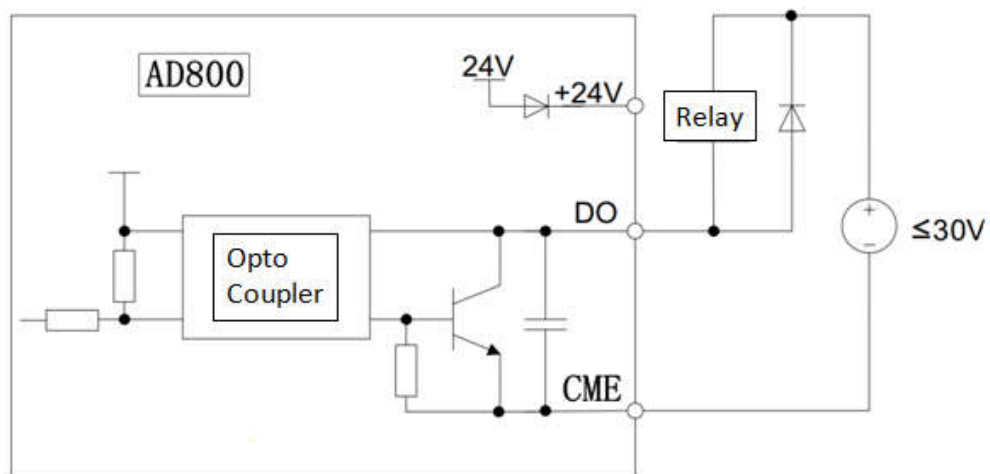 AD800
24V
+24V
Relay
DO
≤30V
Opto
Coupler
CME